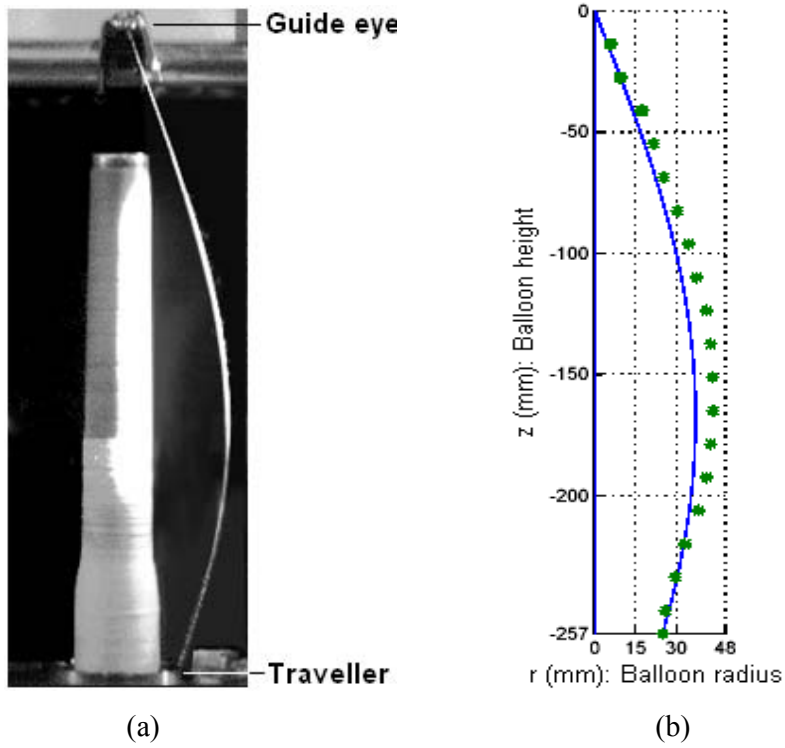 Guide eye
Traveller
(a)
0
-50
-100
-150
-200
-257
z (mm): Balloon height
0 15 30 48
r (mm): Balloon radius
(b)